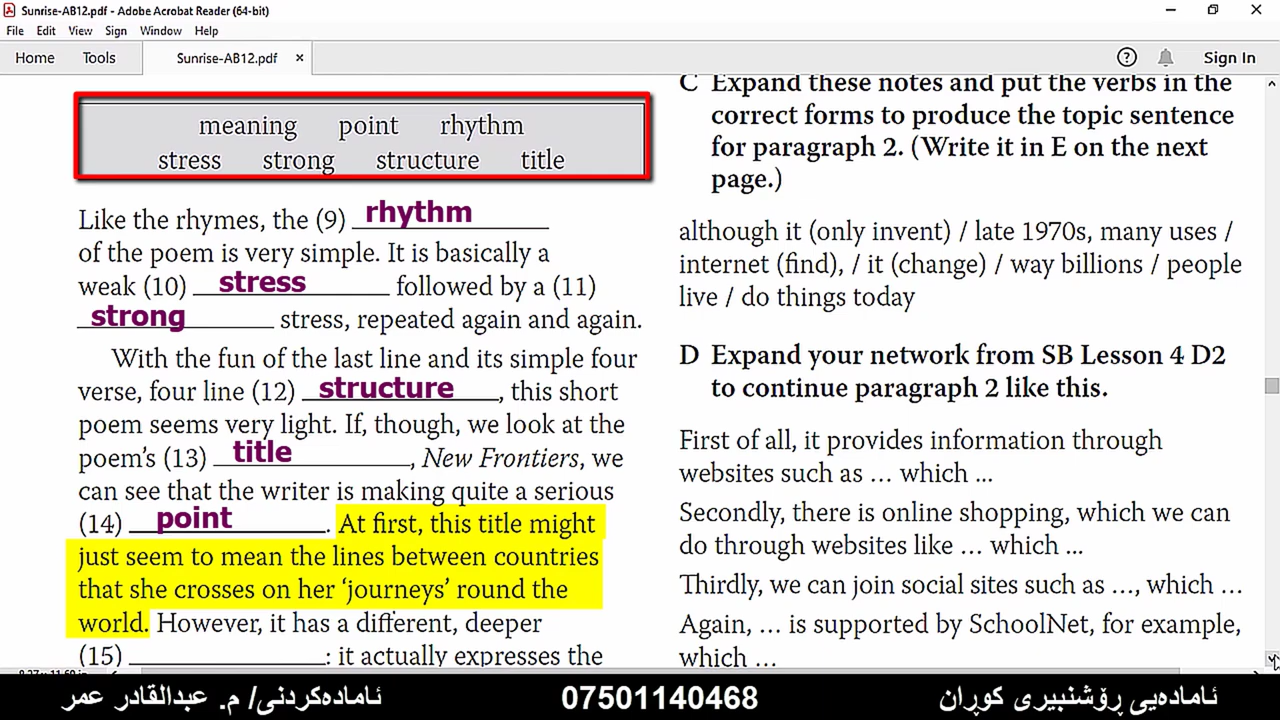 Sunrise-AB12.pdf - Adobe Acrobat Reader (64-bit)
File Edit View Sign Window Help
Home Tools Sunrise-AB12.pdf × Sign In
meaning point rhythm
stress strong structure title
Like the rhymes, the (9) rhythm
of the poem is very simple. It is basically a
weak (10) stress followed by a (11)
strong stress, repeated again and again.
With the fun of the last line and its simple four
verse, four line (12) structure, this short
poem seems very light. If, though, we look at the
poem's (13) title, New Frontiers, we
can see that the writer is making quite a serious
(14) point. At first, this title might
just seem to mean the lines between countries
that she crosses on her ‘journeys’ round the
world. However, it has a different, deeper
(15) ____________: it actually expresses the
C Expand these notes and put the verbs in the
correct forms to produce the topic sentence
for paragraph 2. (Write it in E on the next
page.)
although it (only invent) / late 1970s, many uses /
internet (find), / it (change) / way billions / people
live / do things today
D Expand your network from SB Lesson 4 D2
to continue paragraph 2 like this.
First of all, it provides information through
websites such as … which ...
Secondly, there is online shopping, which we can
do through websites like … which ...
Thirdly, we can join social sites such as …, which …
Again, … is supported by SchoolNet, for example,
which …
ئامادەیی ڕۆشنبیری کوڕان 07501140468 ئامادەکردنی/ م. عبدالقادر عمر